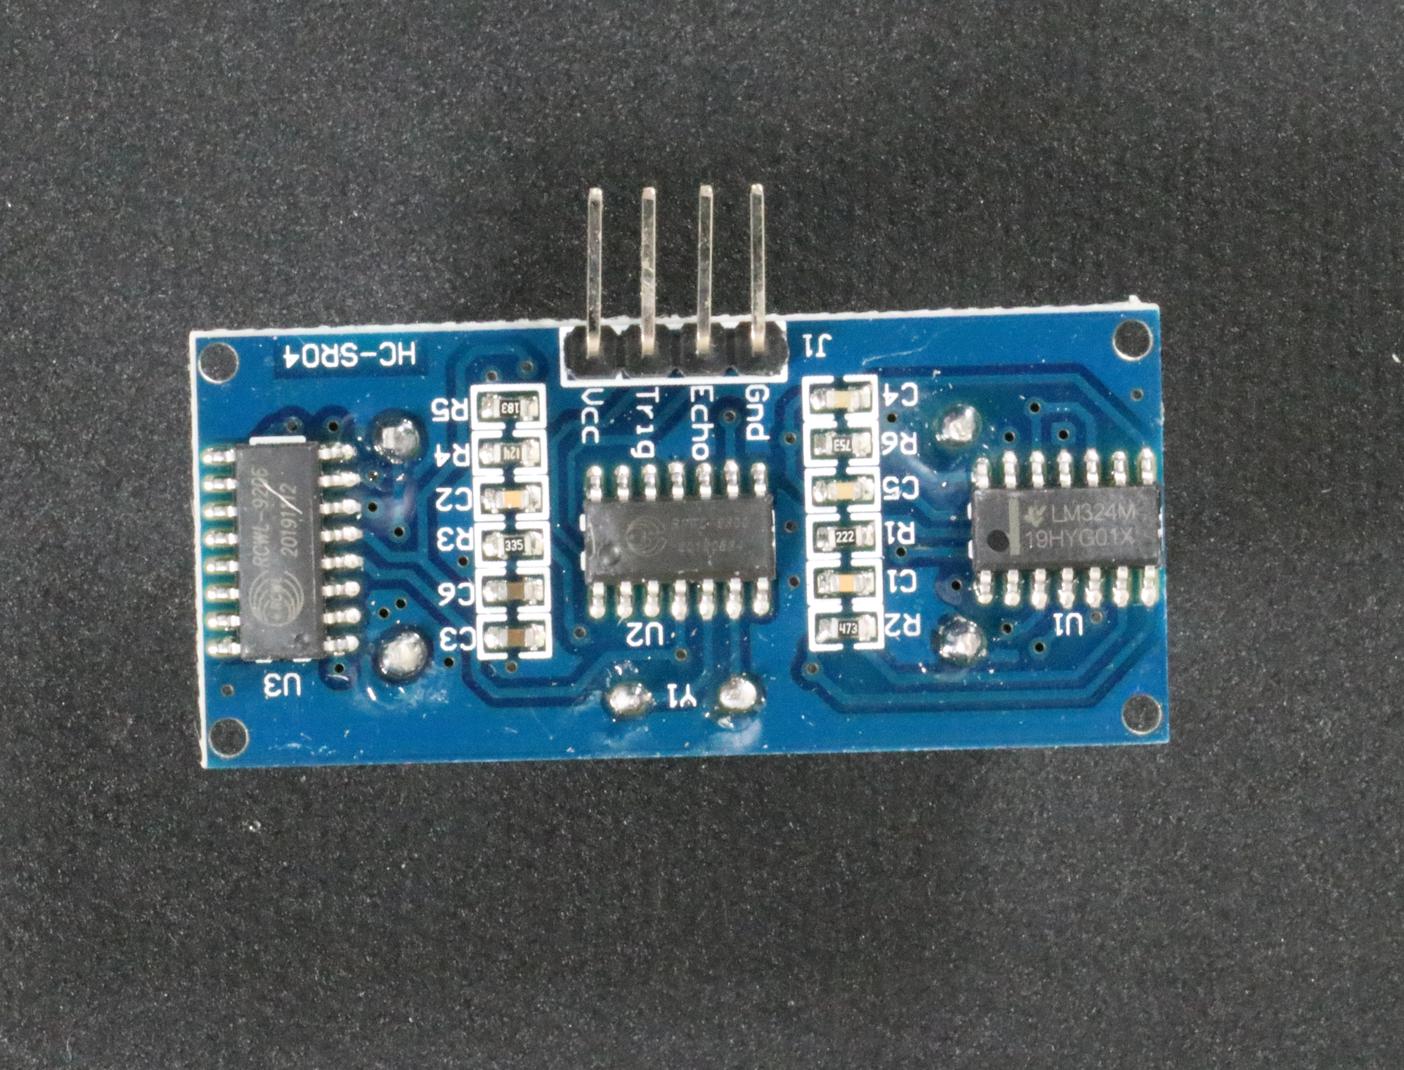 HC-SR04
J1
Vcc
Trig
Echo
Gnd
R5
183
R4
124
C2
R3
335
C6
C3
C4
R6
753
C5
R1
222
C1
R2
473
RCWL-9206
2019112
U3
U2
Y1
LM324M
19HYG01X
U1